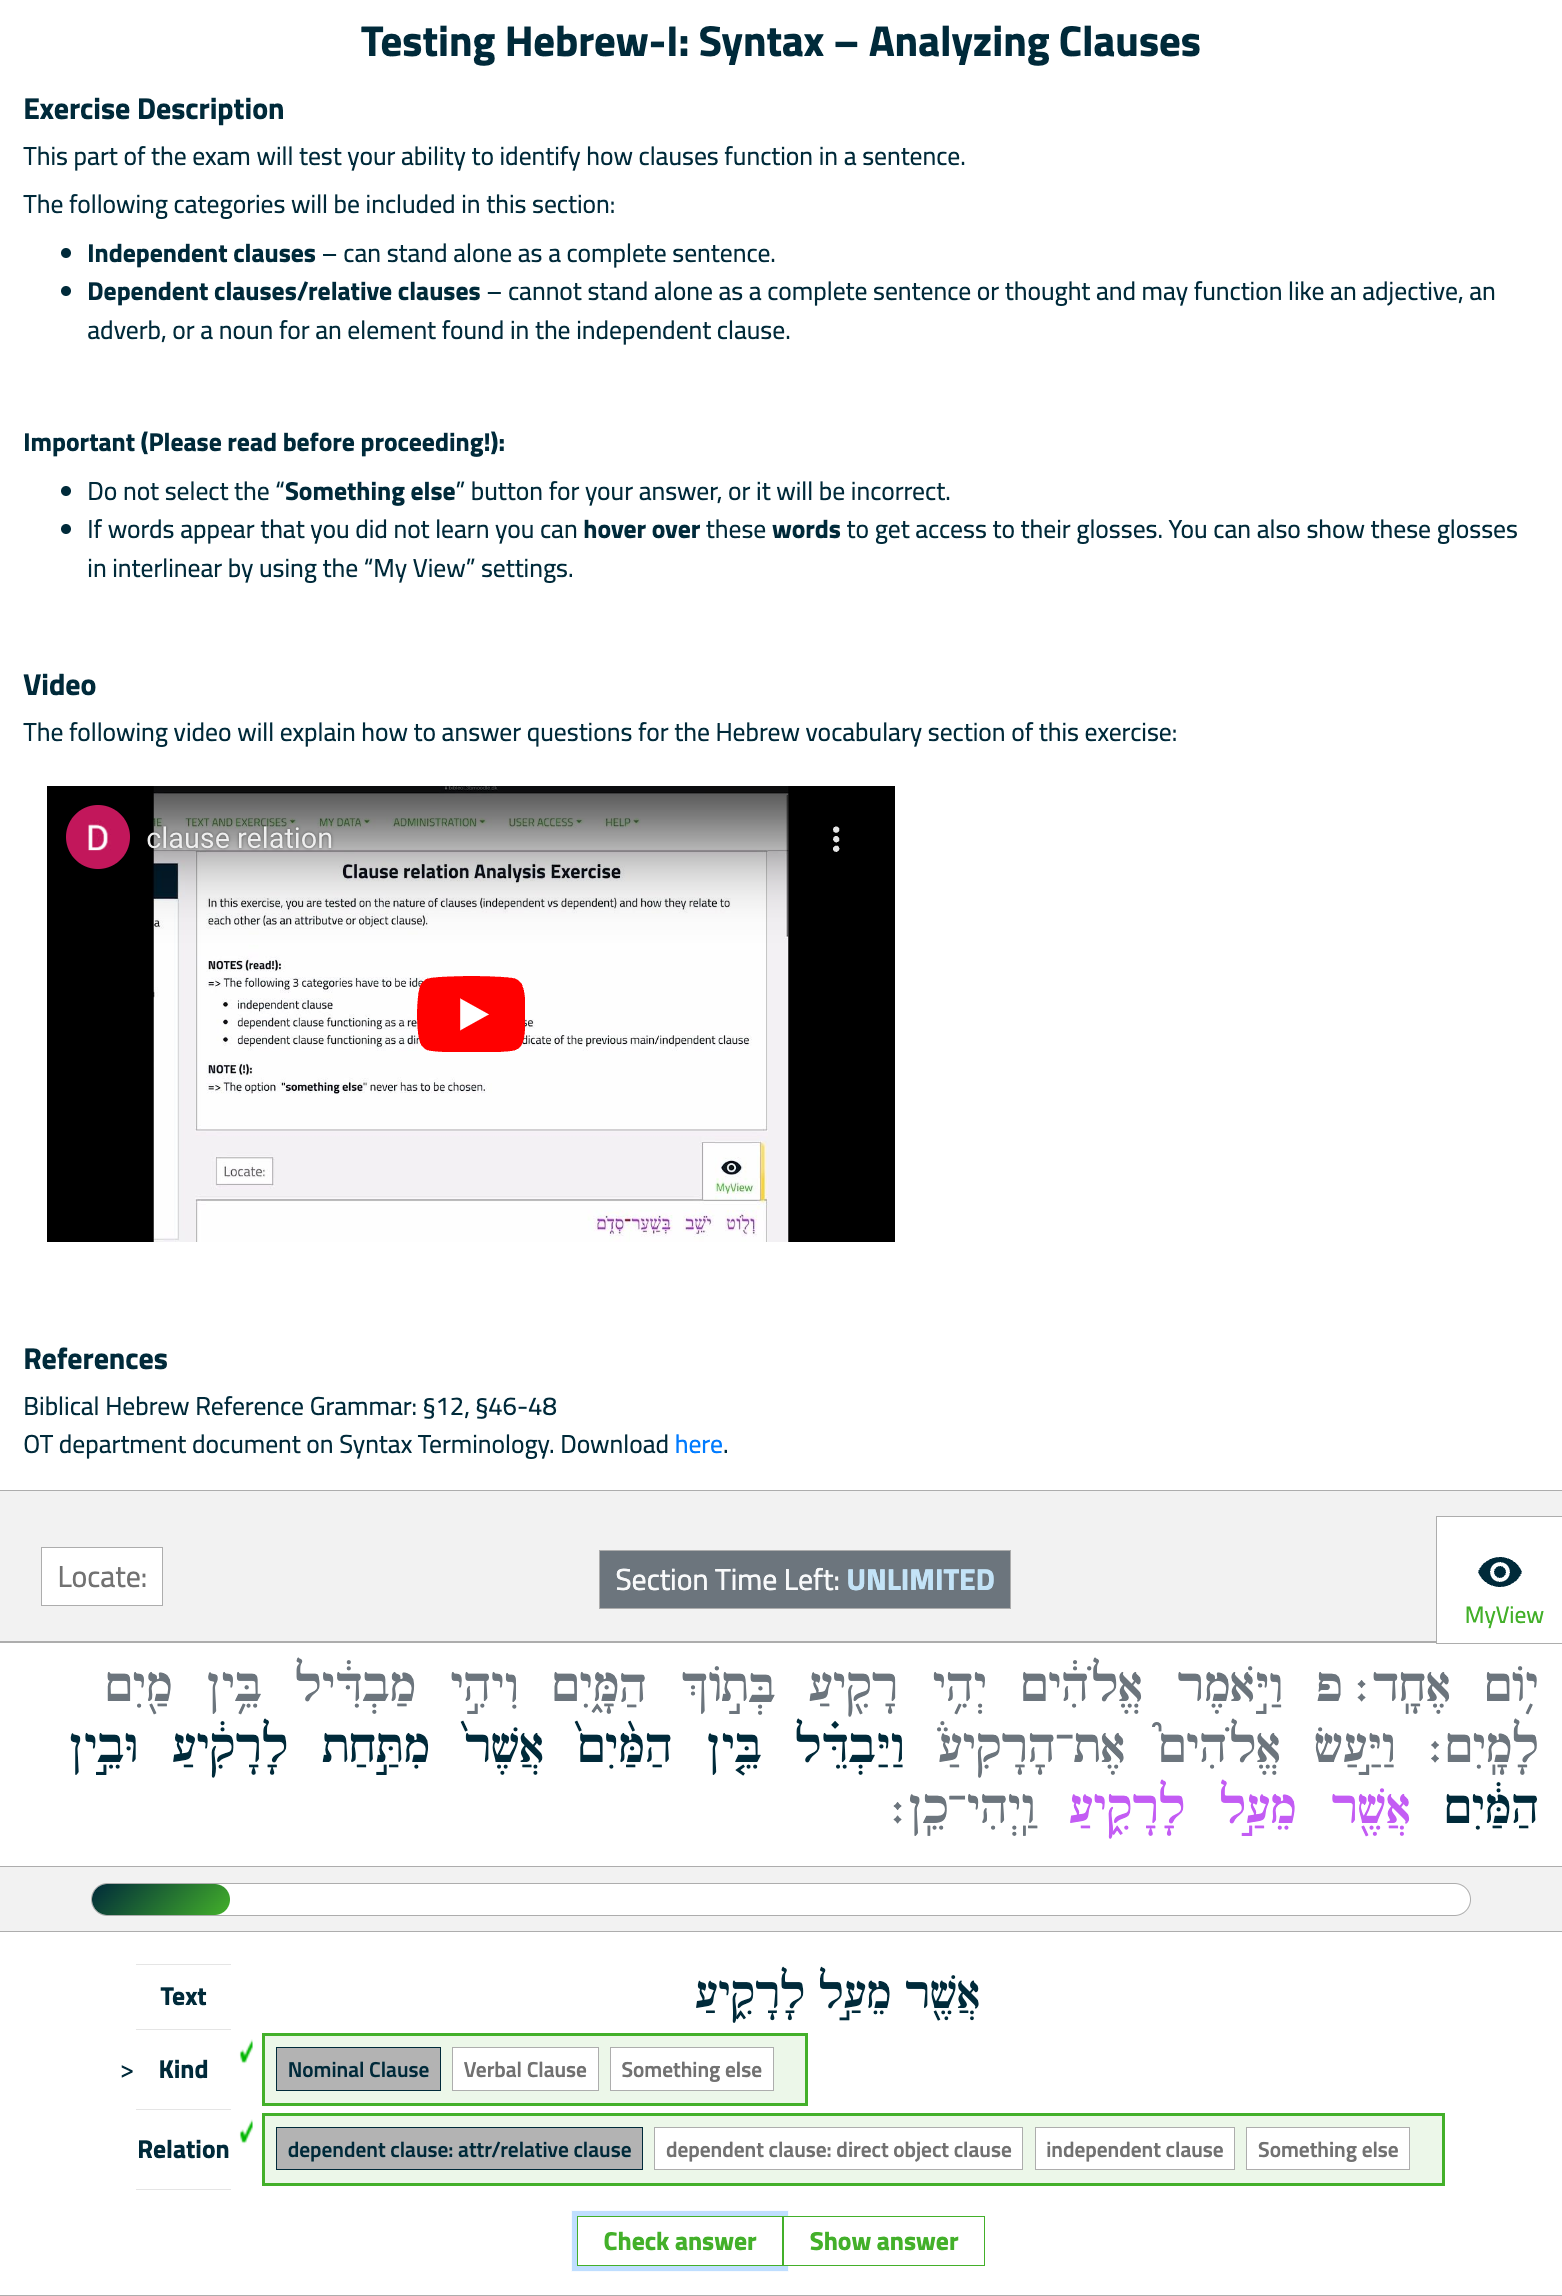 Testing Hebrew-I: Syntax – Analyzing Clauses
Exercise Description
This part of the exam will test your ability to identify how clauses function in a sentence.
The following categories will be included in this section:
• Independent clauses – can stand alone as a complete sentence.
• Dependent clauses/relative clauses – cannot stand alone as a complete sentence or thought and may function like an adjective, an
adverb, or a noun for an element found in the independent clause.
Important (Please read before proceeding!):
• Do not select the “Something else” button for your answer, or it will be incorrect.
• If words appear that you did not learn you can hover over these words to get access to their glosses. You can also show these glosses
in interlinear by using the “My View” settings.
Video
The following video will explain how to answer questions for the Hebrew vocabulary section of this exercise:
TEXT AND EXERCISES MY DATA ADMINISTRATION USER ACCESS HELP
D clause relation
Clause relation Analysis Exercise
In this exercise, you are tested on the nature of clauses (independent vs dependent) and how they relate to
each other (as an attributve or object clause).
NOTES (read!):
=> The following 3 categories have to be
• independent clause
• dependent clause functioning as a
• dependent clause functioning as a of the previous main/indpendent clause
NOTE (!):
=> The option "something else" never has to be chosen.
Locate:
MyView
וְל֖וֹט יֹשֵׁ֣ב בְּשַֽׁעַר־סְדֹ֑ם
References
Biblical Hebrew Reference Grammar: §12, §46-48
OT department document on Syntax Terminology. Download here.
Locate:
Section Time Left: UNLIMITED
MyView
י֥וֹם אֶחָֽד׃ פ וַיֹּ֣אמֶר אֱלֹהִ֔ים יְהִ֥י רָקִ֖יעַ בְּת֣וֹךְ הַמָּ֑יִם וִיהִ֣י מַבְדִּ֔יל בֵּ֥ין מַ֖יִם
לָמָֽיִם׃ וַיַּ֣עַשׂ אֱלֹהִים֮ אֶת־הָרָקִיעַ֒ וַיַּבְדֵּ֗ל בֵּ֤ין הַמַּ֙יִם֙ אֲשֶׁר֙ מִתַּ֣חַת לָרָקִ֔יעַ וּבֵ֣ין
הַמַּ֔יִם אֲשֶׁ֖ר מֵעַ֣ל לָרָקִ֑יעַ וַֽיְהִי־כֵֽן׃
Text
אֲשֶׁ֖ר מֵעַ֣ל לָרָקִ֑יעַ
> Kind ✓ Nominal Clause Verbal Clause Something else
Relation ✓ dependent clause: attr/relative clause dependent clause: direct object clause independent clause Something else
Check answer Show answer